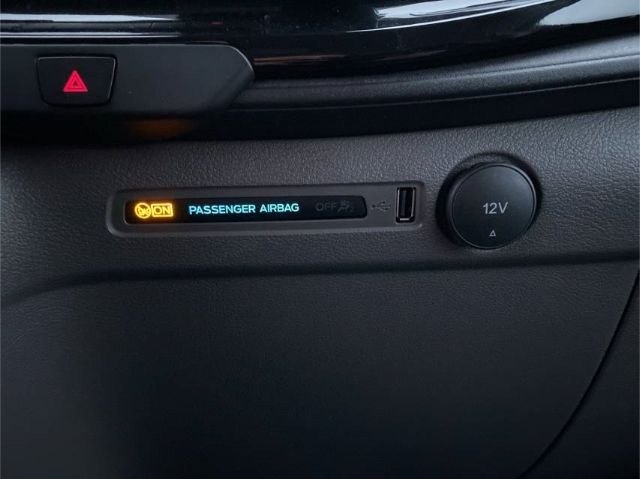 ON PASSENGER AIRBAG OFF
12V